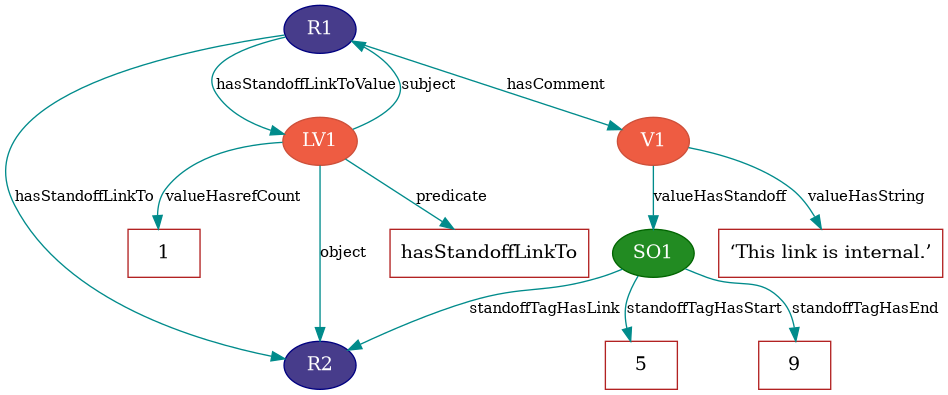 R1
hasStandoffLinkToValue
subject
hasComment
LV1
V1
hasStandoffLinkTo
valueHasrefCount
predicate
valueHasStandoff
valueHasString
1
object
hasStandoffLinkTo
SO1
‘This link is internal.’
standoffTagHasLink
standoffTagHasStart
standoffTagHasEnd
R2
5
9